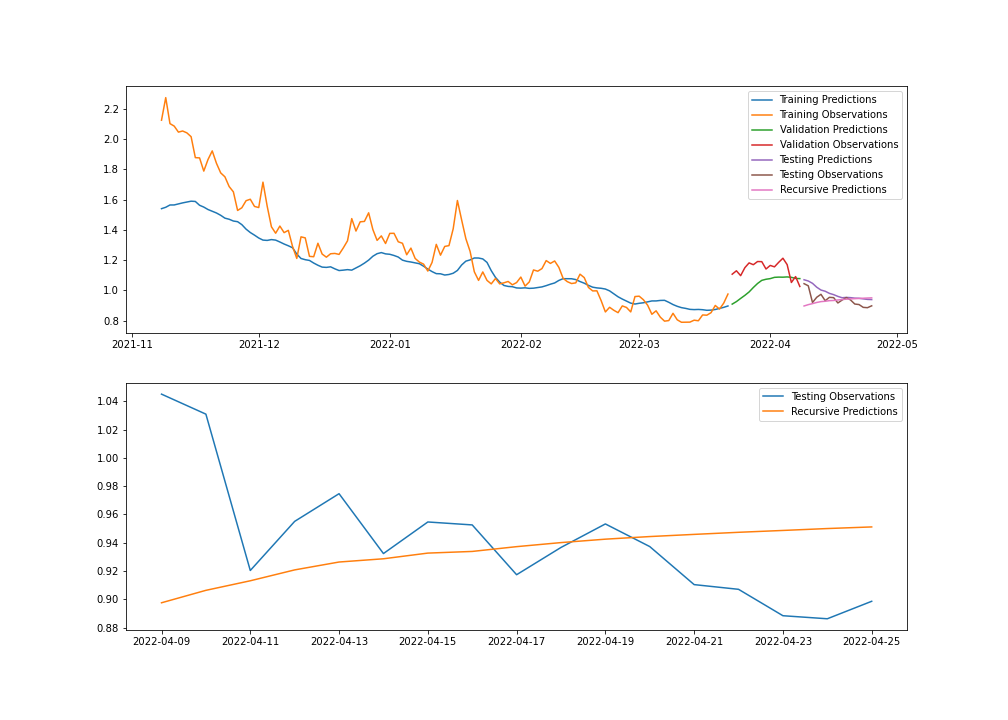 2.2
2.0
1.8
1.6
1.4
1.2
1.0
0.8
2021-11 2021-12 2022-01 2022-02 2022-03 2022-04 2022-05
Training Predictions
Training Observations
Validation Predictions
Validation Observations
Testing Predictions
Testing Observations
Recursive Predictions
1.04
1.02
1.00
0.98
0.96
0.94
0.92
0.90
0.88
2022-04-09 2022-04-11 2022-04-13 2022-04-15 2022-04-17 2022-04-19 2022-04-21 2022-04-23 2022-04-25
Testing Observations
Recursive Predictions